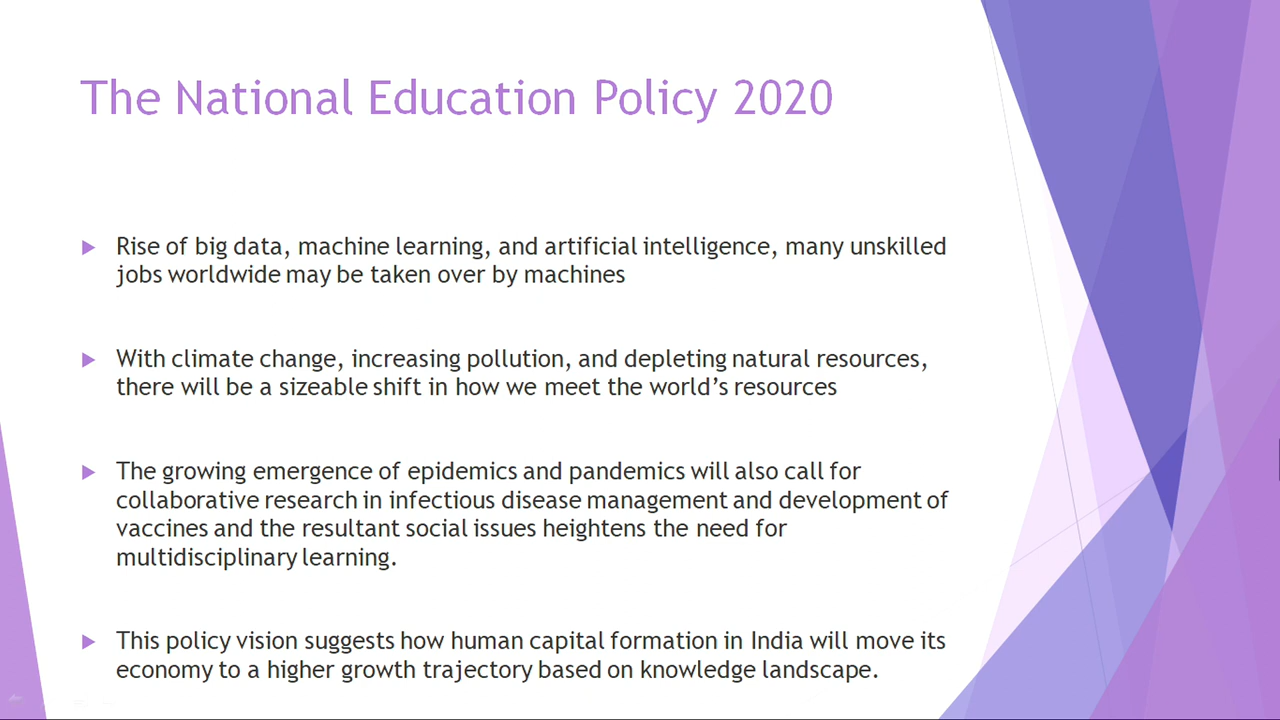 The National Education Policy 2020
Rise of big data, machine learning, and artificial intelligence, many unskilled
jobs worldwide may be taken over by machines
With climate change, increasing pollution, and depleting natural resources,
there will be a sizeable shift in how we meet the world’s resources
The growing emergence of epidemics and pandemics will also call for
collaborative research in infectious disease management and development of
vaccines and the resultant social issues heightens the need for
multidisciplinary learning.
This policy vision suggests how human capital formation in India will move its
economy to a higher growth trajectory based on knowledge landscape.